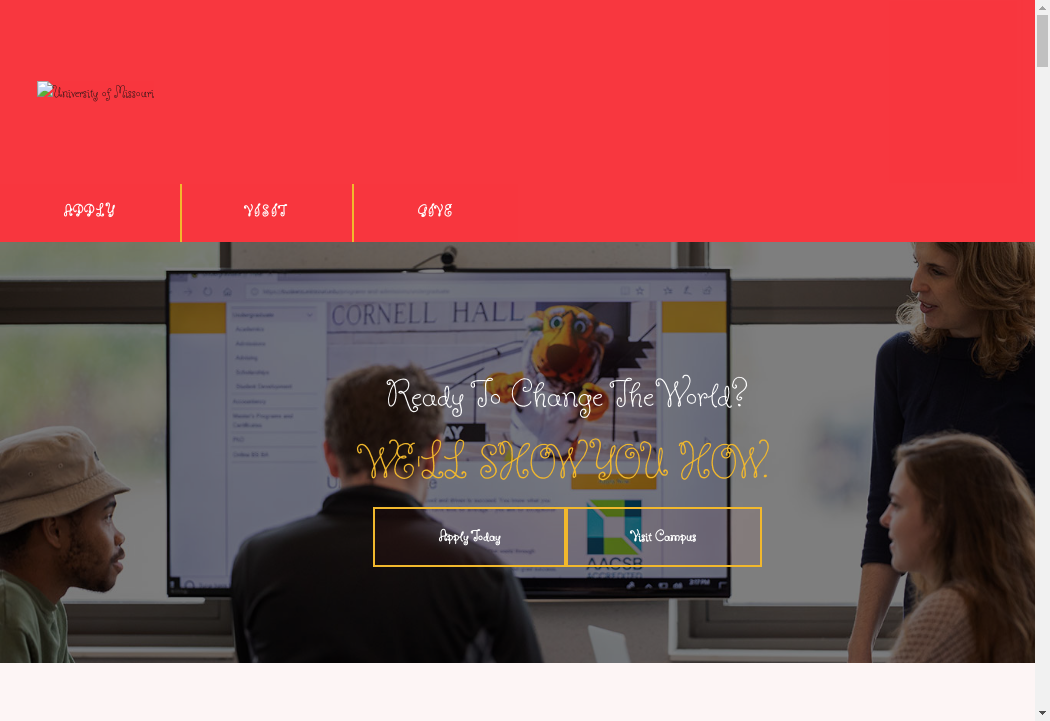 University of Missouri
APPLY
VISIT
GIVE
CORNELL HALL
Ready To Change The World?
WE'LL SHOW YOU HOW.
Apply Today
Visit Campus
AACSB